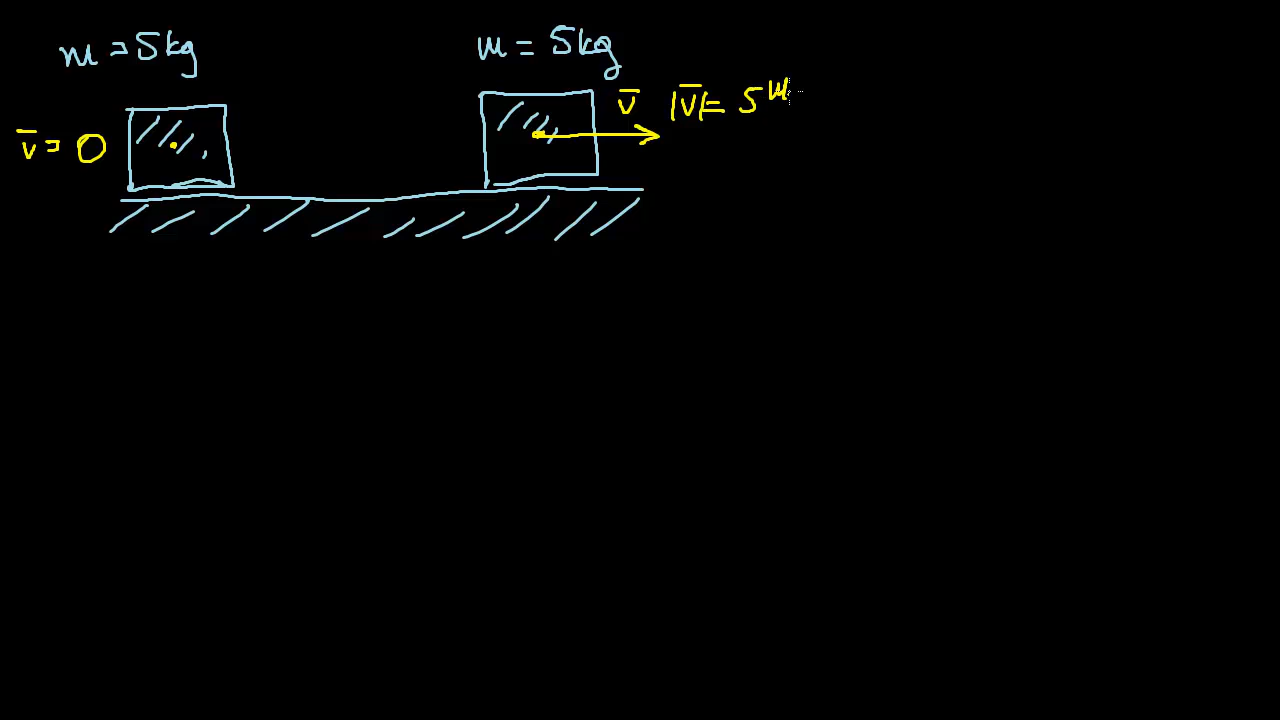 m = 5kg
m = 5kg
v̅ = 0
v̅
|v̅| = 5 m